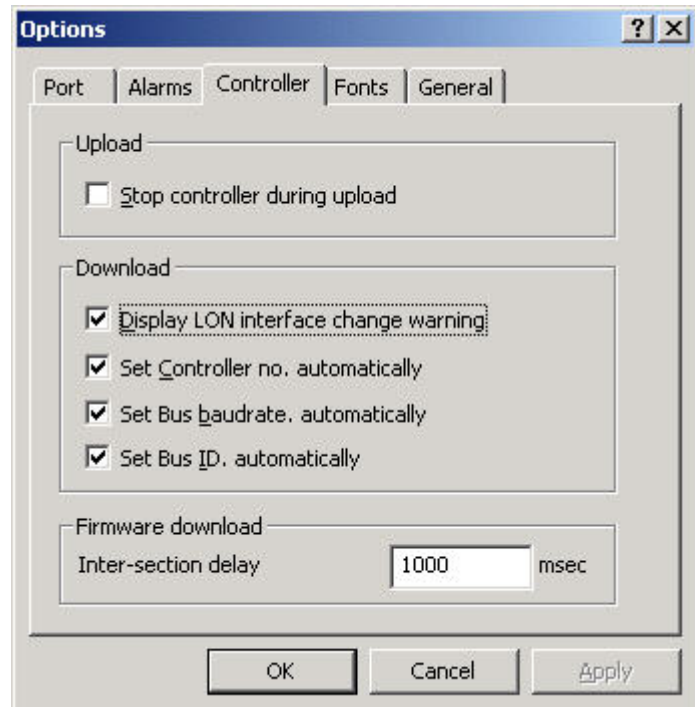 Options
Port Alarms Controller Fonts General
Upload
Stop controller during upload
Download
Display LON interface change warning
Set Controller no. automatically
Set Bus baudrate. automatically
Set Bus ID. automatically
Firmware download
Inter-section delay 1000 msec
OK Cancel Apply